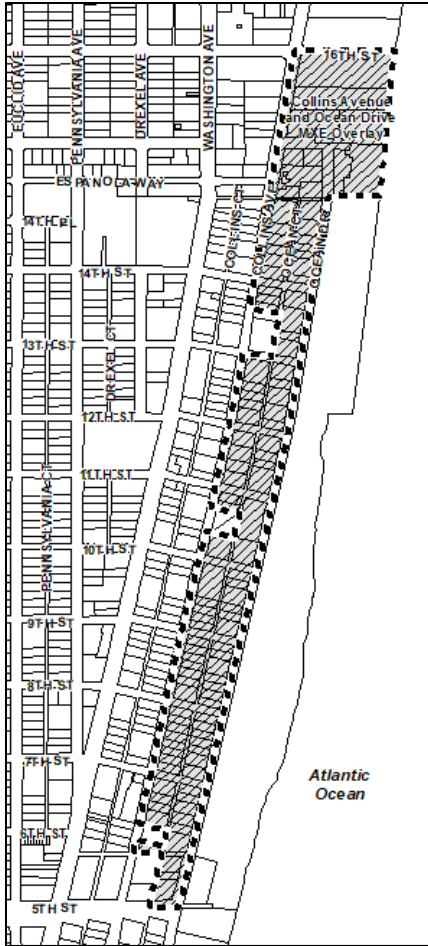 EUCLID AVE
PENNSYLVANIA AVE
DREXEL AVE
WASHINGTON AVE
16TH ST
Collins Avenue
and Ocean Drive
MXE Overlay
ESPANOLA WAY
14TH PL
COLLINS CT
COLLINS AVE
OCEAN CT
OCEAN DR
14TH ST
13TH ST
DREXEL CT
12TH ST
11TH ST
PENNSYLVANIA CT
10TH ST
9TH ST
8TH ST
7TH ST
Atlantic
Ocean
6TH ST
5TH ST